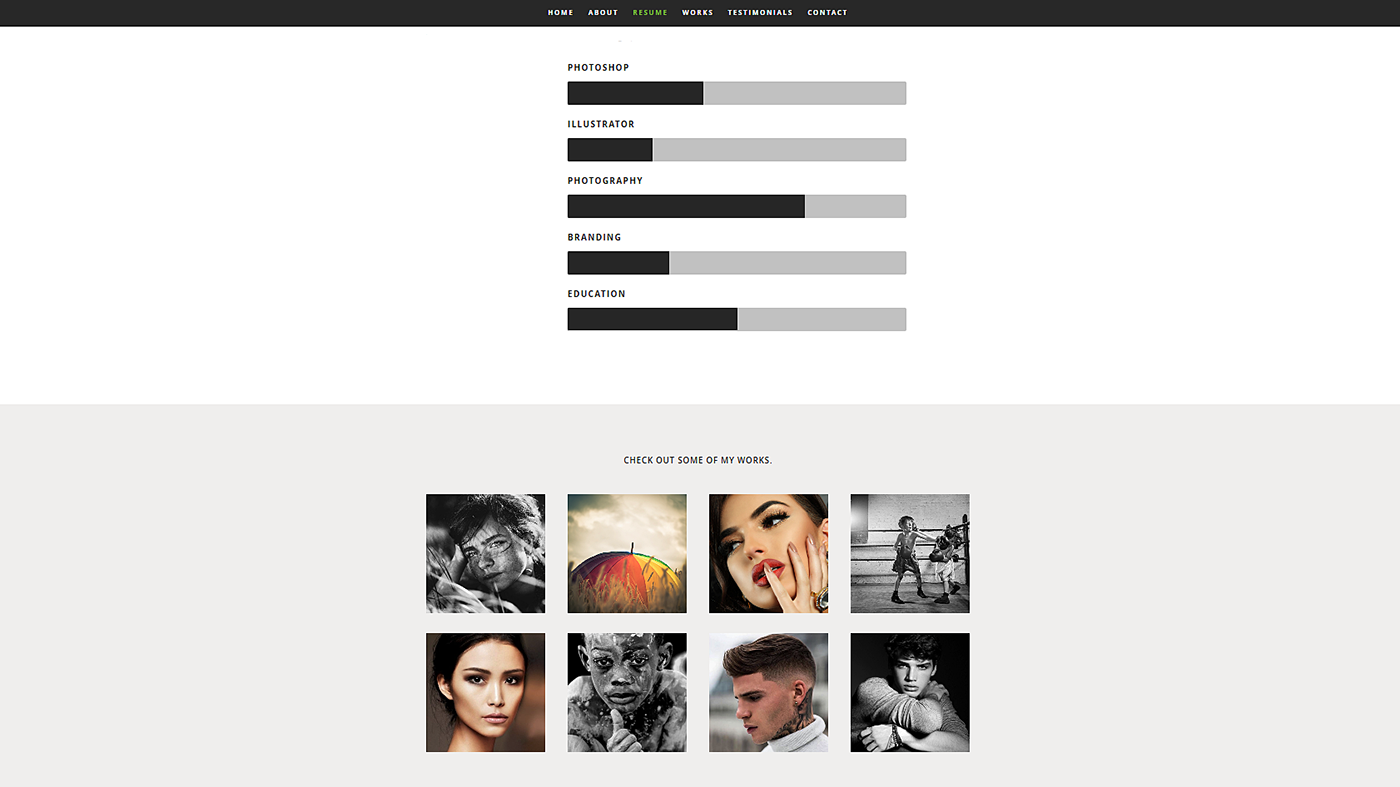 HOME ABOUT RESUME WORKS TESTIMONIALS CONTACT
PHOTOSHOP
ILLUSTRATOR
PHOTOGRAPHY
BRANDING
EDUCATION
CHECK OUT SOME OF MY WORKS.